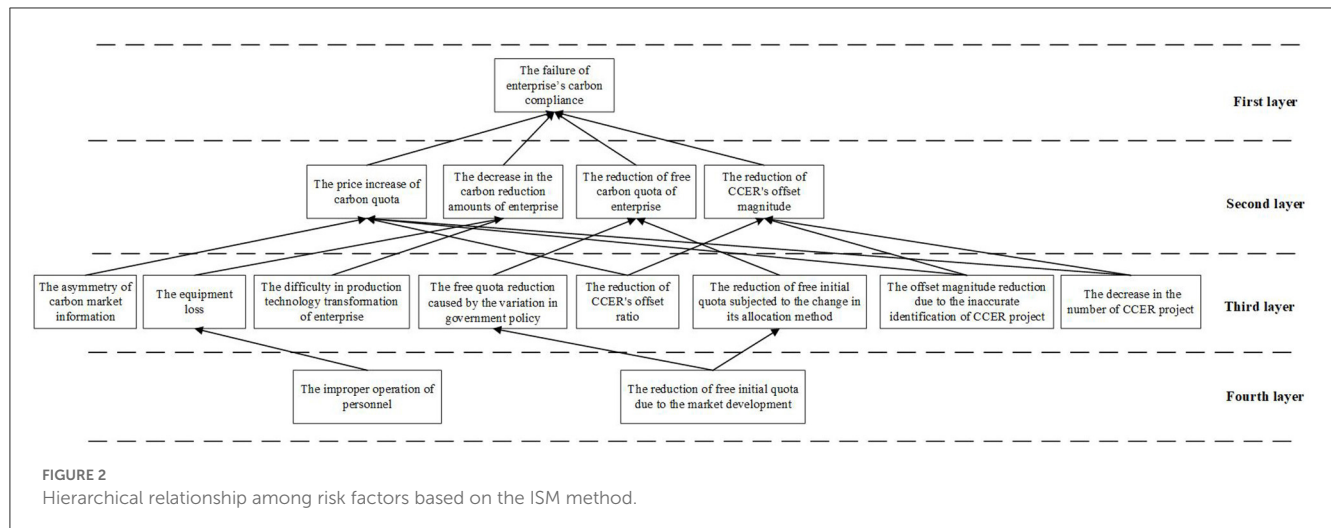 The failure of
enterprise's carbon
compliance
First layer
The price increase of
carbon quota
The decrease in the
carbon reduction
amounts of enterprise
The reduction of free
carbon quota of
enterprise
The reduction of
CCER's offset
magnitude
Second layer
The asymmetry of
carbon market
information
The equipment
loss
The difficulty in production
technology transformation
of enterprise
The free quota reduction
caused by the variation in
government policy
The reduction of
CCER's offset
ratio
The reduction of free initial
quota subjected to the change in
its allocation method
The offset magnitude reduction
due to the inaccurate
identification of CCER project
The decrease in the
number of CCER project
Third layer
The improper operation of
personnel
The reduction of free initial quota
due to the market development
Fourth layer
FIGURE 2
Hierarchical relationship among risk factors based on the ISM method.